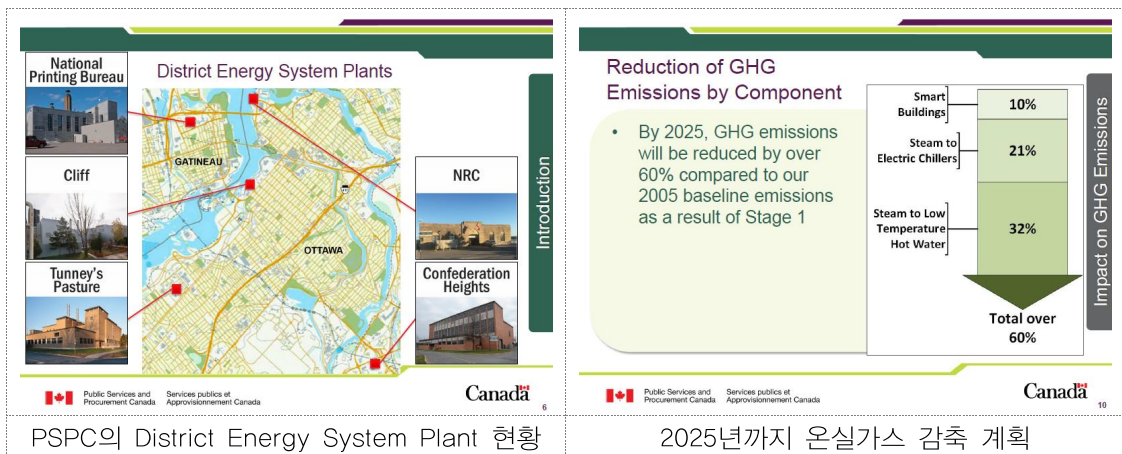 National
Printing Bureau
District Energy System Plants
GATINEAU
Cliff
NRC
OTTAWA
Tunney's
Pasture
Confederation
Heights
Introduction
Public Services and
Procurement Canada
Services publics et
Approvisionnement Canada
Canada
6
PSPC의 District Energy System Plant 현황
Reduction of GHG
Emissions by Component
• By 2025, GHG emissions
will be reduced by over
60% compared to our
2005 baseline emissions
as a result of Stage 1
Smart
Buildings
10%
Steam to
Electric Chillers
21%
Steam to Low
Temperature
Hot Water
32%
Total over
60%
Impact on GHG Emissions
Public Services and
Procurement Canada
Services publics et
Approvisionnement Canada
Canada
10
2025년까지 온실가스 감축 계획